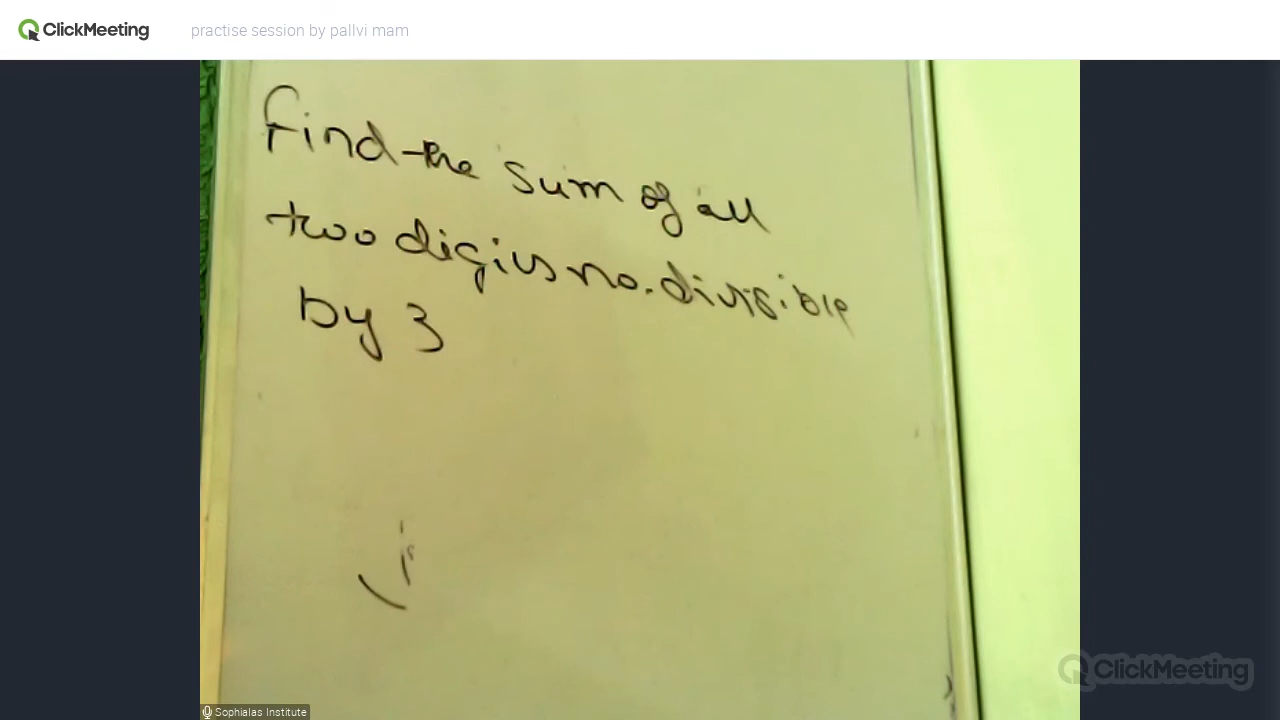 ClickMeeting practise session by pallvi mam
Find the sum of all
two digits no. divisible
by 3
ClickMeeting
Sophialas Institute